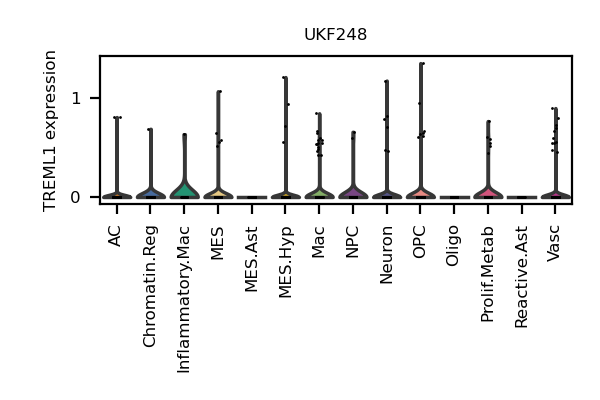 UKF248
TREML1 expression
1
0
AC
Chromatin.Reg
Inflammatory.Mac
MES
MES.Ast
MES.Hyp
Mac
NPC
Neuron
OPC
Oligo
Prolif.Metab
Reactive.Ast
Vasc